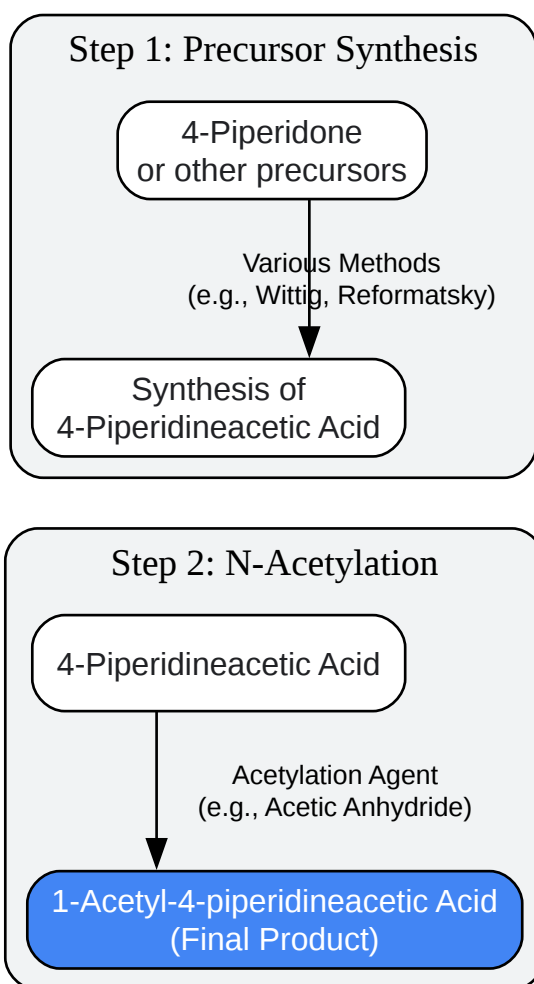 Step 1: Precursor Synthesis
4-Piperidone
or other precursors
Various Methods
(e.g., Wittig, Reformatsky)
Synthesis of
4-Piperidineacetic Acid
Step 2: N-Acetylation
4-Piperidineacetic Acid
Acetylation Agent
(e.g., Acetic Anhydride)
1-Acetyl-4-piperidineacetic Acid
(Final Product)